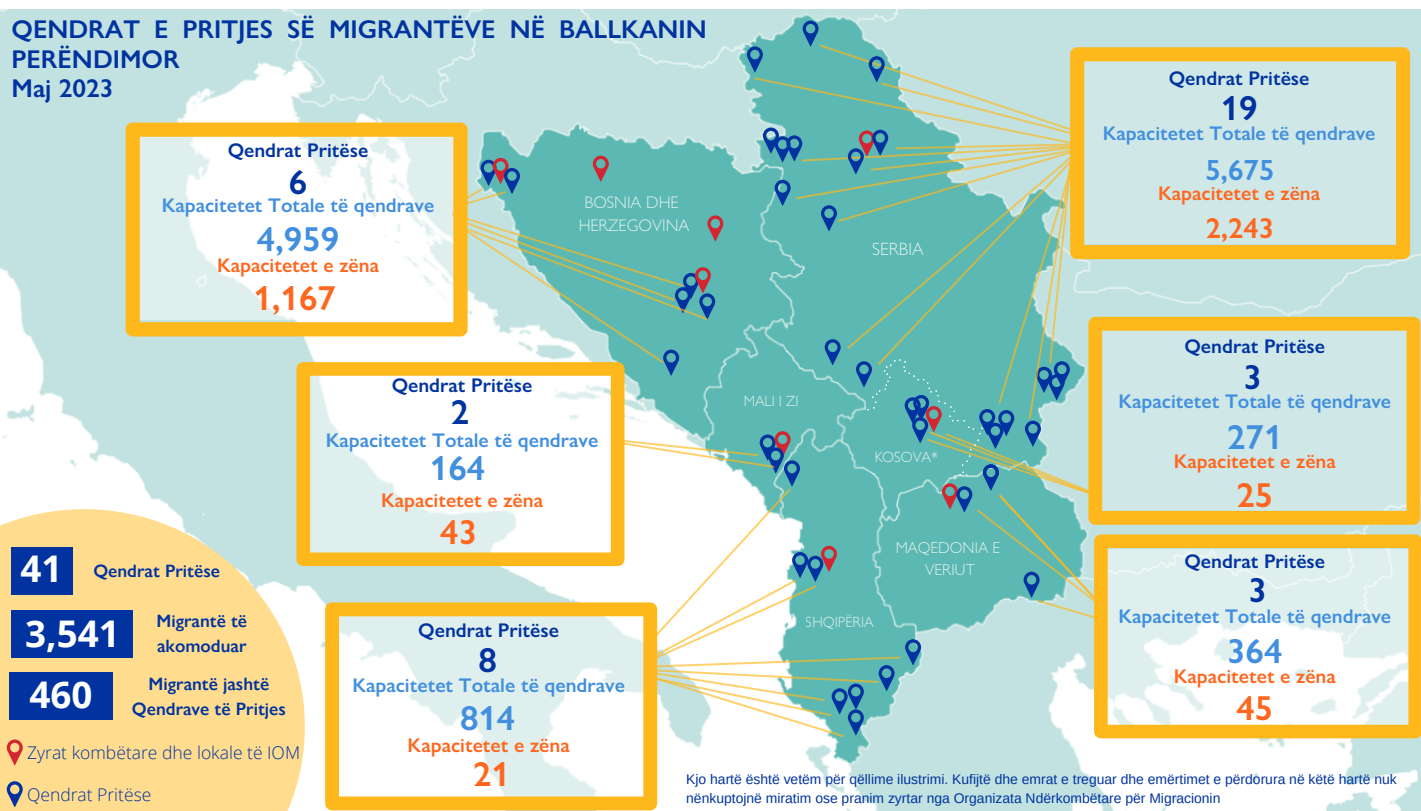 QENDRAT E PRITJES SË MIGRANTËVE NË BALLKANIN
PERËNDIMOR
Maj 2023
Qendrat Pritëse
6
Kapacitetet Totale të qendrave
4,959
Kapacitetet e zëna
1,167
Qendrat Pritëse
19
Kapacitetet Totale të qendrave
5,675
Kapacitetet e zëna
2,243
BOSNIA DHE
HERZEGOVINA
SERBIA
Qendrat Pritëse
2
Kapacitetet Totale të qendrave
164
Kapacitetet e zëna
43
MALI I ZI
KOSOVA*
Qendrat Pritëse
3
Kapacitetet Totale të qendrave
271
Kapacitetet e zëna
25
MAQEDONIA E
VERIUT
SHQIPËRIA
Qendrat Pritëse
3
Kapacitetet Totale të qendrave
364
Kapacitetet e zëna
45
Qendrat Pritëse
8
Kapacitetet Totale të qendrave
814
Kapacitetet e zëna
21
41 Qendrat Pritëse
3,541 Migrantë të
akomoduar
460 Migrantë jashtë
Qendrave të Pritjes
Zyrat kombëtare dhe lokale të IOM
Qendrat Pritëse
Kjo hartë është vetëm për qëllime ilustrimi. Kufijtë dhe emrat e treguar dhe emërtimet e përdorura në këtë hartë nuk
nënkuptojnë miratim ose pranim zyrtar nga Organizata Ndërkombëtare për Migracionin